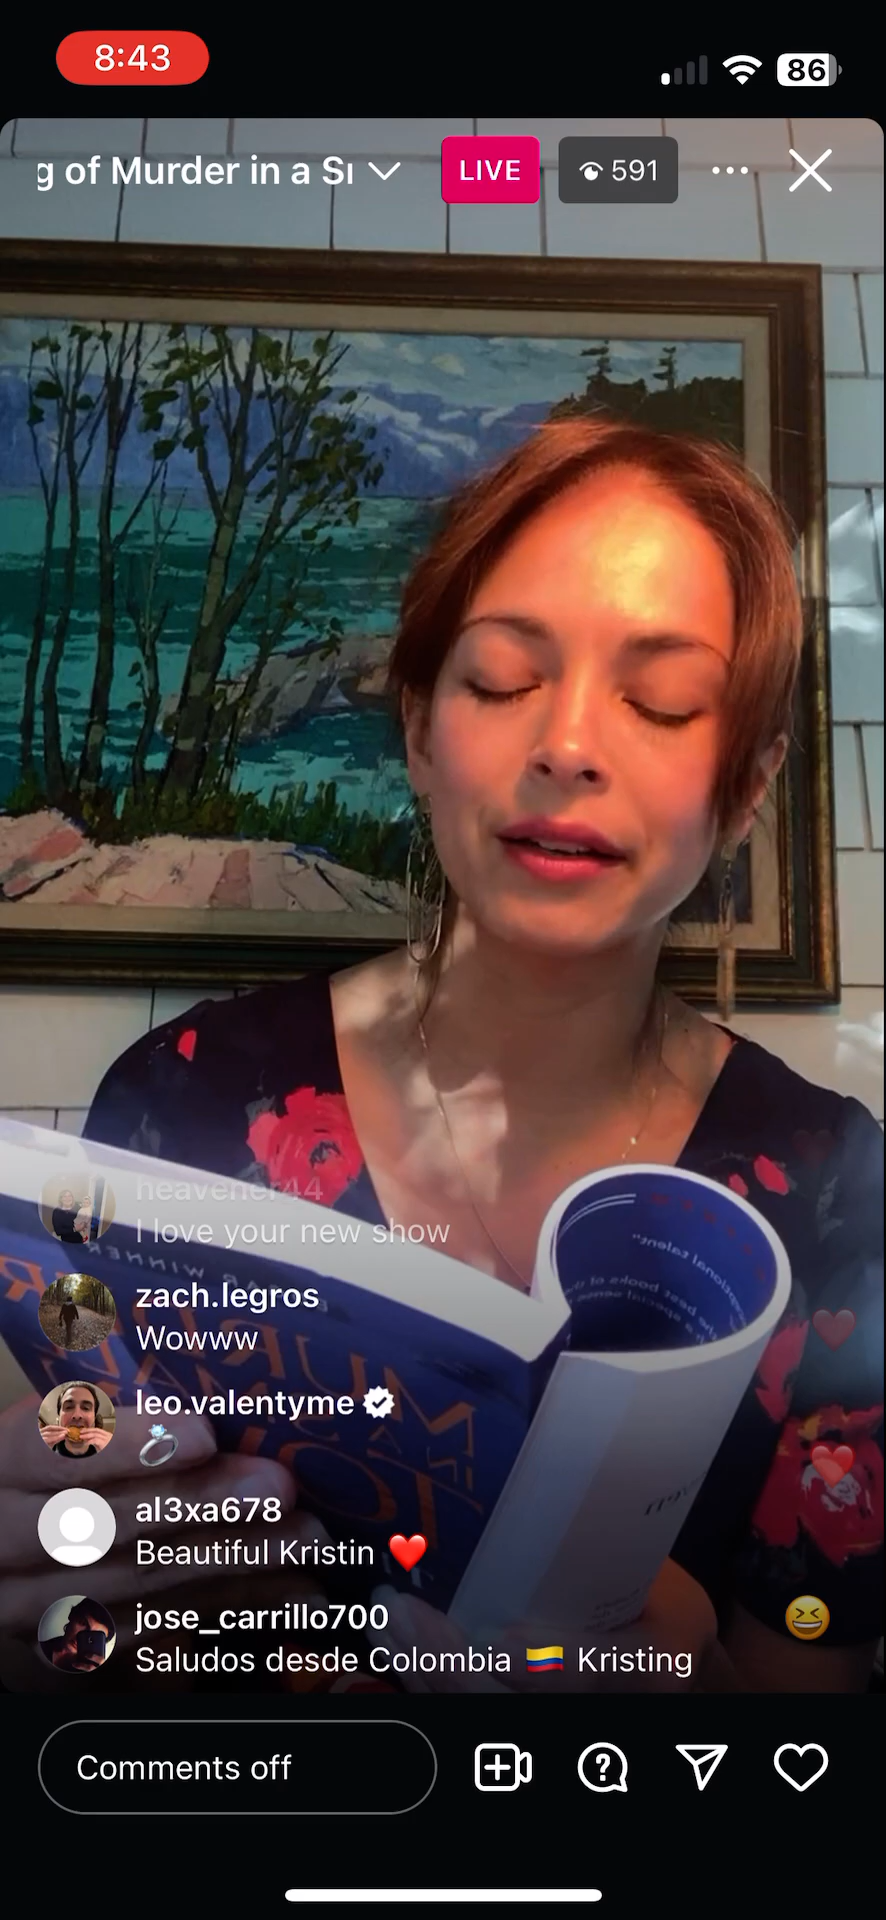 8:43
86
g of Murder in a Sı
LIVE
591
heavener44
I love your new show
zach.legros
Wowww
leo.valentyme
al3xa678
Beautiful Kristin ❤️
jose_carrillo700
Saludos desde Colombia 🇨🇴 Kristing
Comments off